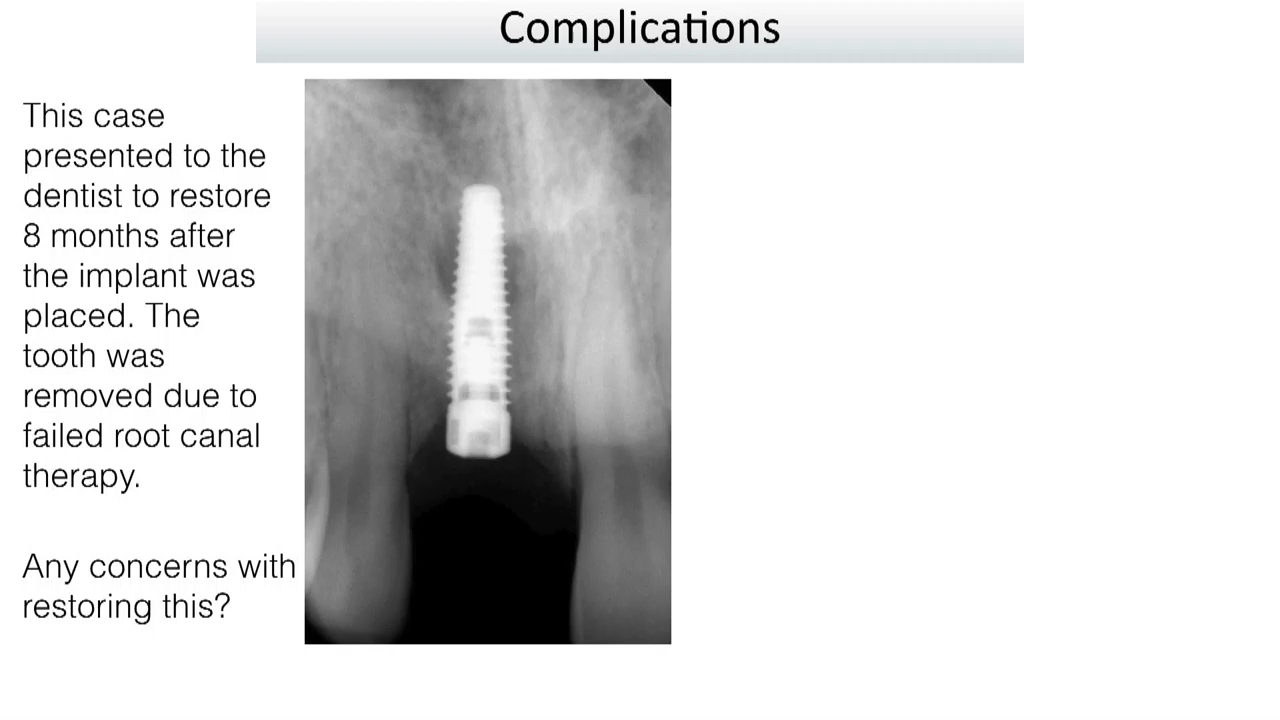 Complications
This case
presented to the
dentist to restore
8 months after
the implant was
placed. The
tooth was
removed due to
failed root canal
therapy.
Any concerns with
restoring this?